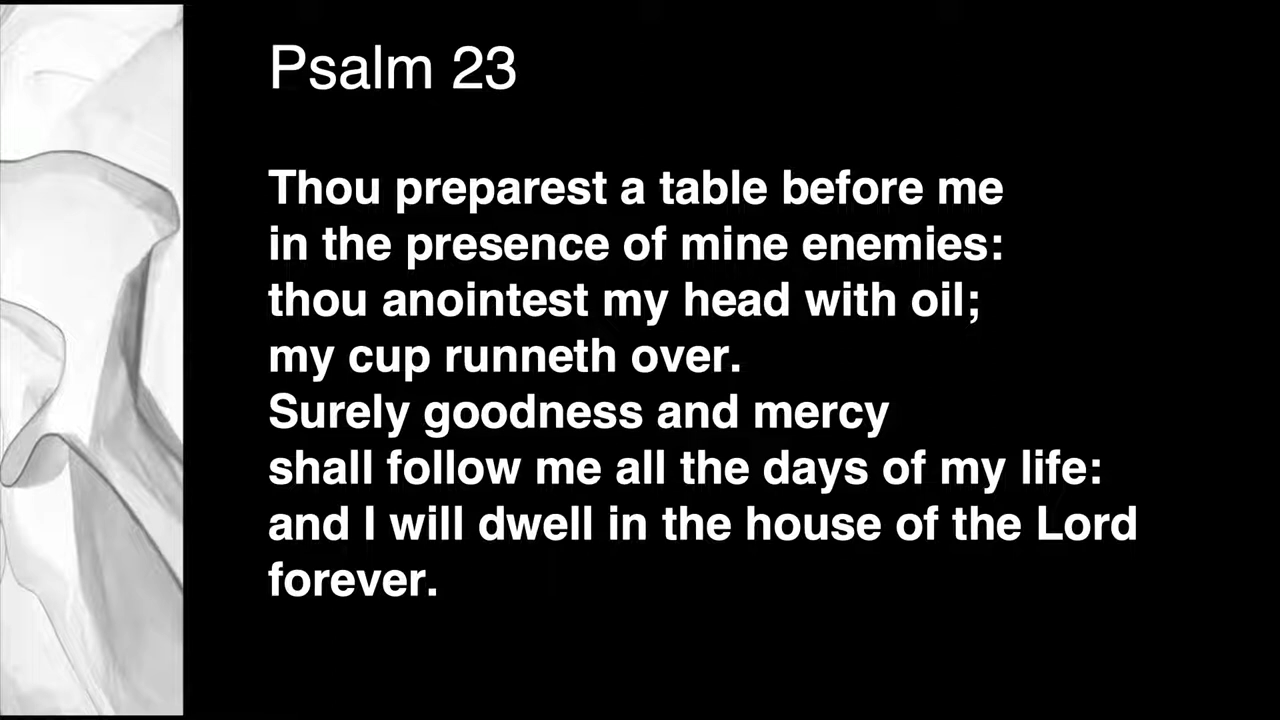 Psalm 23
Thou preparest a table before me
in the presence of mine enemies:
thou anointest my head with oil;
my cup runneth over.
Surely goodness and mercy
shall follow me all the days of my life:
and I will dwell in the house of the Lord
forever.